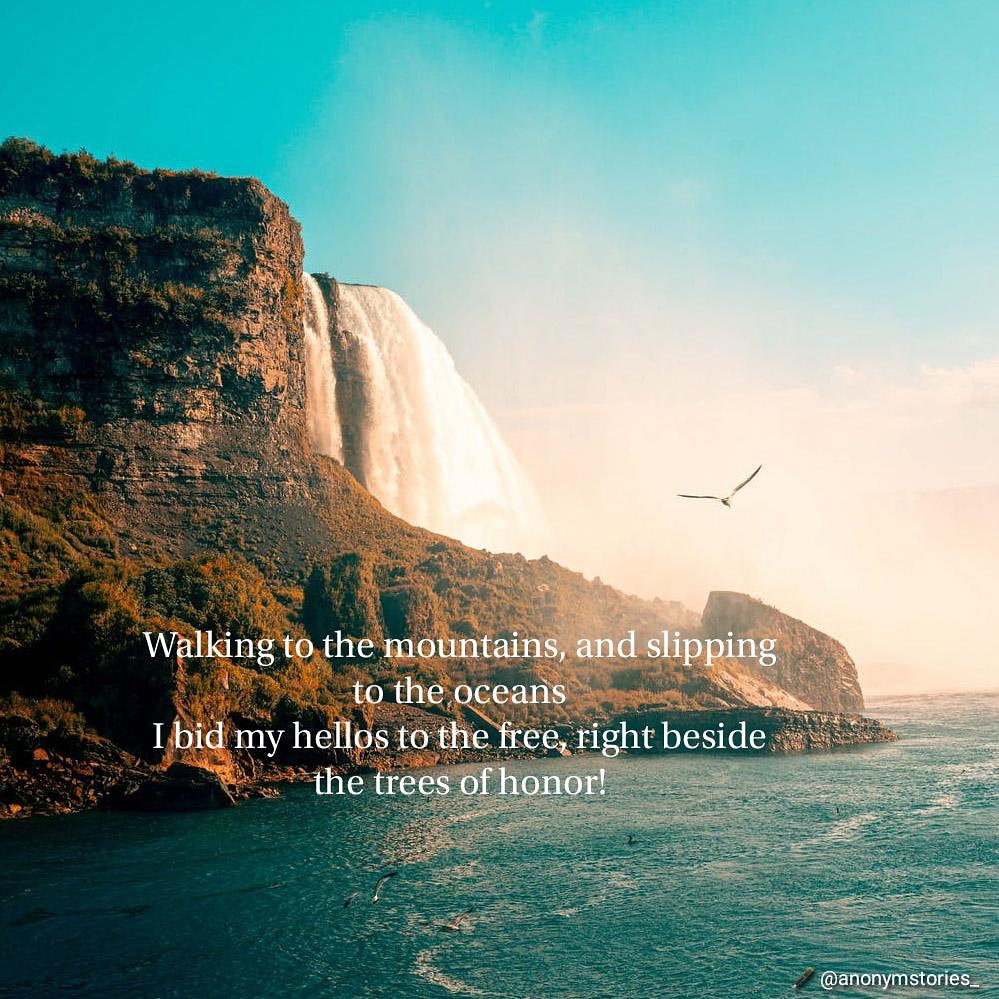 Walking to the mountains, and slipping
to the oceans
I bid my hellos to the free, right beside
the trees of honor!
@anonymstories_